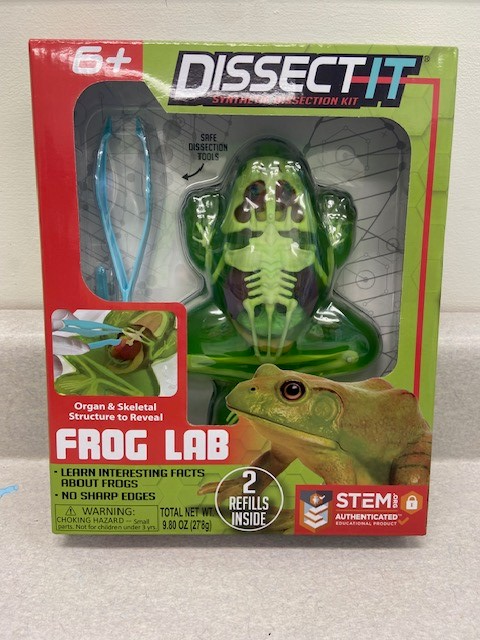 6+
DISSECT-IT®
SYNTHETIC DISSECTION KIT
SAFE
DISSECTION
TOOLS
Organ & Skeletal
Structure to Reveal
FROG LAB
• LEARN INTERESTING FACTS
ABOUT FROGS
• NO SHARP EDGES
2
REFILLS
INSIDE
WARNING:
CHOKING HAZARD -- Small
parts. Not for children under 3 yrs.
TOTAL NET WT.
9.80 OZ (278g)
STEM.ORG
AUTHENTICATED™
EDUCATIONAL PRODUCT